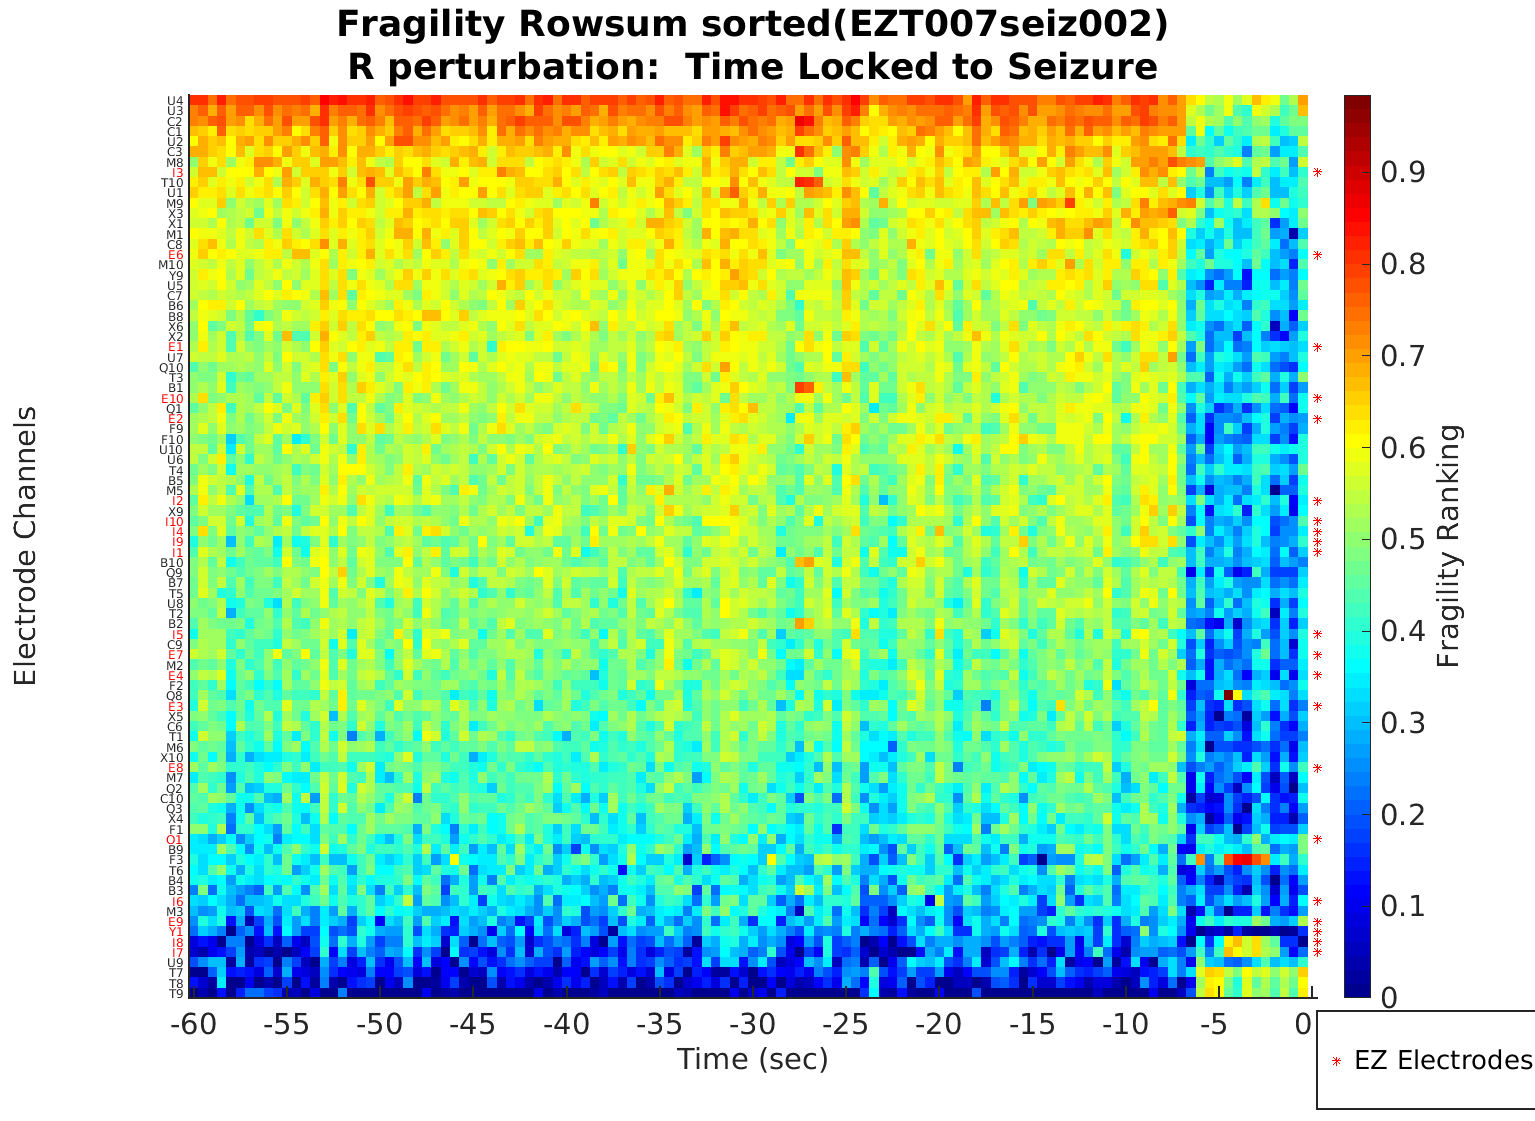 Fragility Rowsum sorted(EZT007seiz002)
R perturbation:  Time Locked to Seizure
Electrode Channels
U4
U3
C2
C1
U2
C3
M8
I3
T10
U1
M9
X3
X1
M1
C8
E6
M10
Y9
U5
C7
B6
B8
X6
X2
E1
U7
Q10
T3
B1
E10
O1
E2
F9
F10
U10
U6
T4
B5
M5
I2
X9
I10
I4
I9
I1
B10
Q9
B7
T5
U8
T2
B2
I5
C9
E7
M2
E4
F2
Q8
E3
X5
C6
T1
M6
X10
E8
M7
Q2
C10
Q3
X4
F1
O1
B9
F3
T6
B4
B3
I6
M3
E9
Y1
I8
I7
U9
T7
T8
T9
-60 -55 -50 -45 -40 -35 -30 -25 -20 -15 -10 -5 0
Time (sec)
0.9
0.8
0.7
0.6
0.5
0.4
0.3
0.2
0.1
0
Fragility Ranking
* EZ Electrodes